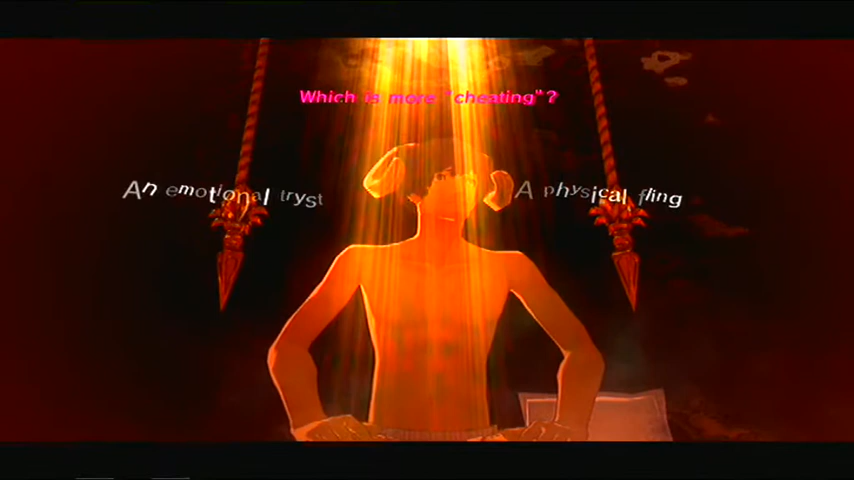 Which is more "cheating"?
An emotional tryst
A physical fling